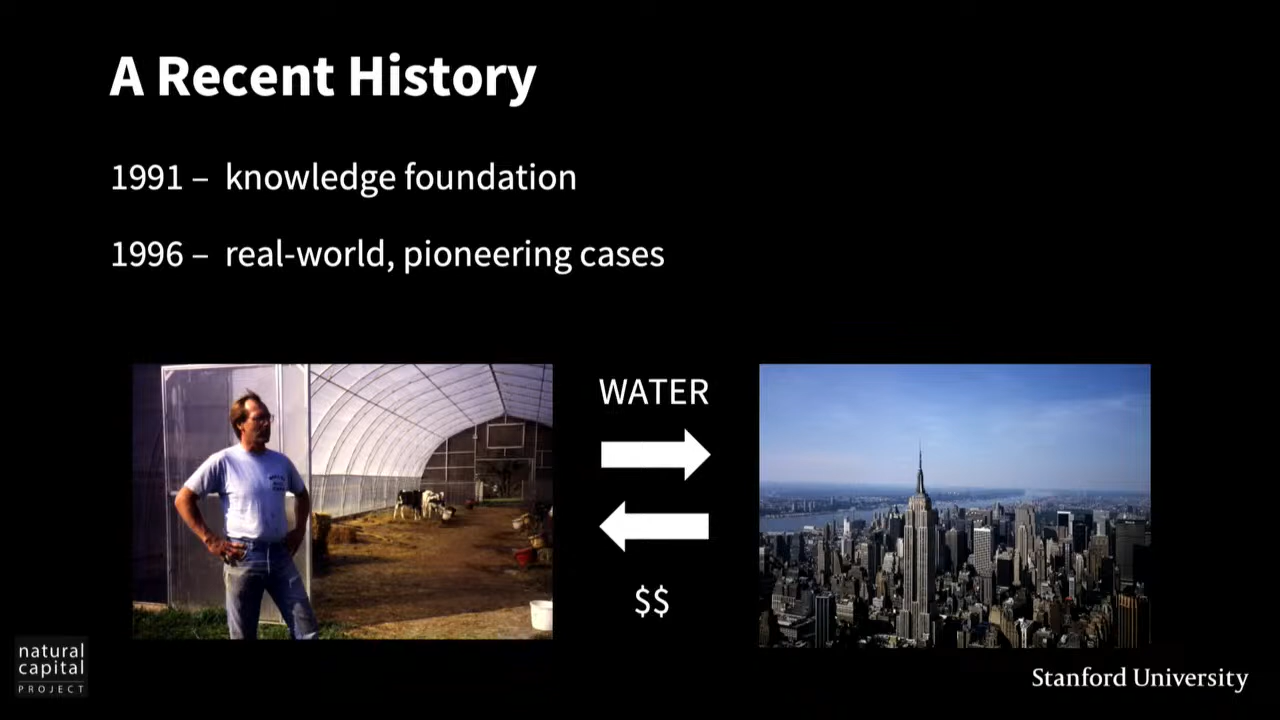 A Recent History
1991 – knowledge foundation
1996 – real-world, pioneering cases
WATER
$$
natural
capital
PROJECT
Stanford University